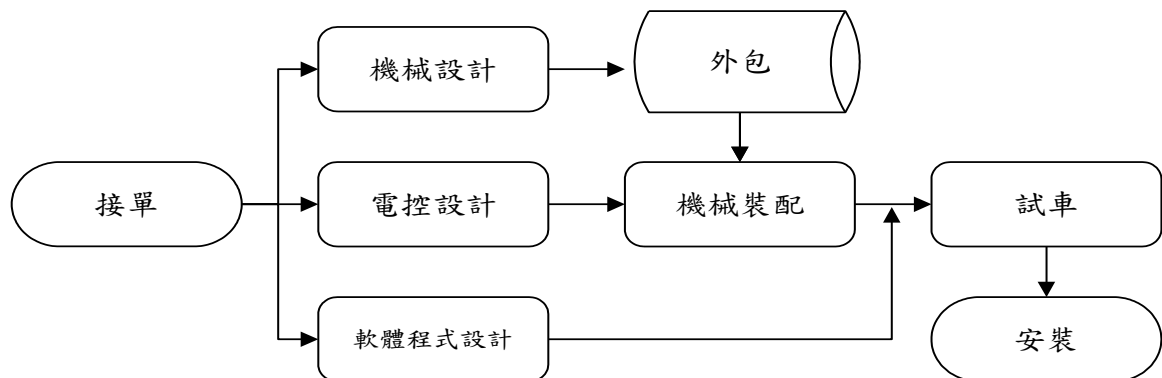 機械設計
外包
接單
電控設計
機械裝配
試車
軟體程式設計
安裝